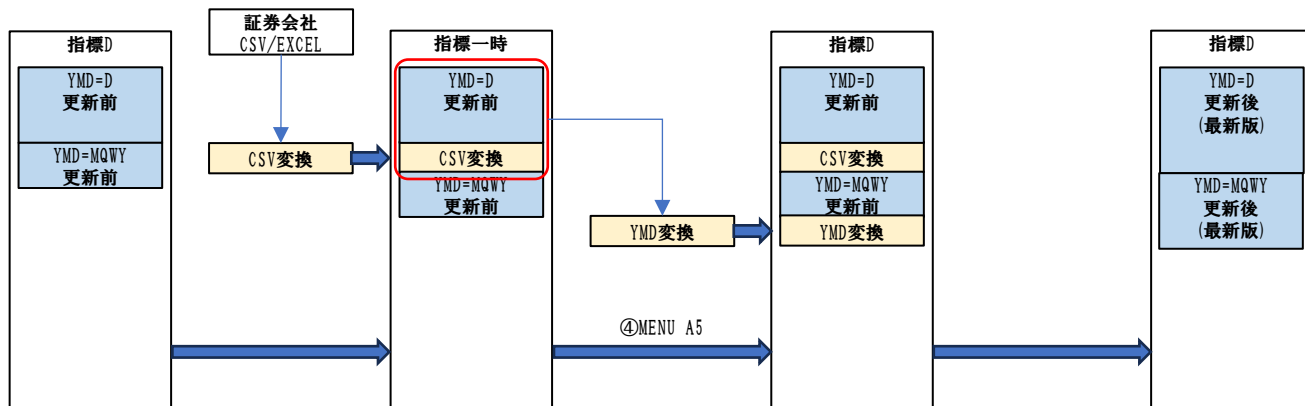 指標D
YMD=D
更新前
YMD=MQWY
更新前
証券会社
CSV/EXCEL
CSV変換
指標一時
YMD=D
更新前
CSV変換
YMD=MQWY
更新前
YMD変換
④MENU A5
指標D
YMD=D
更新前
CSV変換
YMD=MQWY
更新前
YMD変換
指標D
YMD=D
更新後
(最新版)
YMD=MQWY
更新後
(最新版)